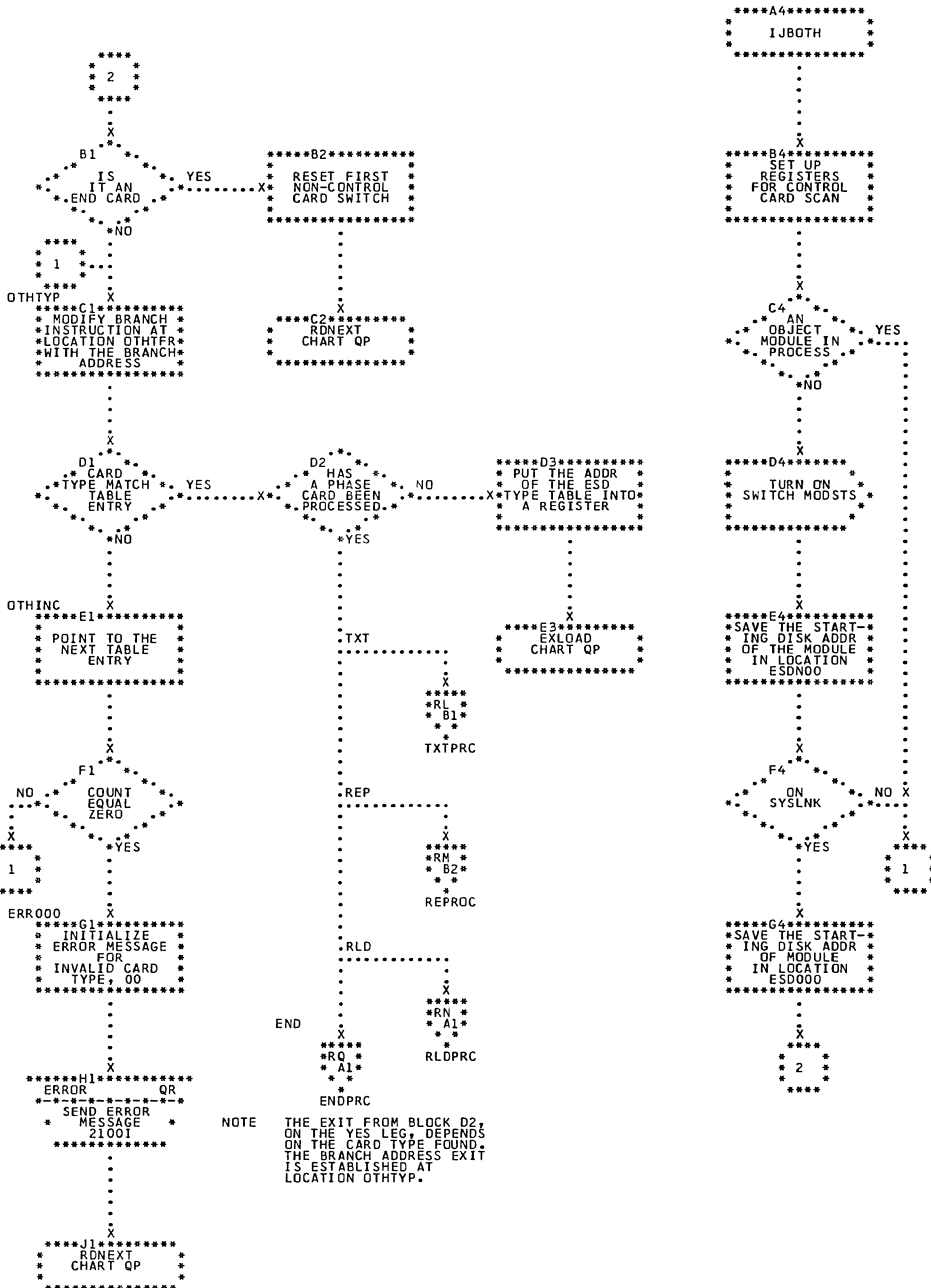 A4
IJBOTH
2
B1
IS
IT AN
END CARD
YES
NO
B2
RESET FIRST
NON-CONTROL
CARD SWITCH
B4
SET UP
REGISTERS
FOR CONTROL
CARD SCAN
1
OTHTYP
C1
MODIFY BRANCH
INSTRUCTION AT
LOCATION OTHTFR
WITH THE BRANCH
ADDRESS
C2
RDNEXT
CHART QP
C4
AN
OBJECT
MODULE IN
PROCESS
YES
NO
D1
CARD
TYPE MATCH
TABLE
ENTRY
YES
NO
D2
HAS
A PHASE
CARD BEEN
PROCESSED
NO
YES
D3
PUT THE ADDR
OF THE ESD
TYPE TABLE INTO
A REGISTER
D4
TURN ON
SWITCH MODSTS
OTHINC
E1
POINT TO THE
NEXT TABLE
ENTRY
TXT
E3
EXLOAD
CHART QP
E4
SAVE THE START-
ING DISK ADDR
OF THE MODULE
IN LOCATION
ESDN00
RL
B1
TXTPRC
F1
COUNT
EQUAL
ZERO
NO
YES
REP
F4
ON
SYSLNK
NO
YES
1
RM
B2
REPROC
1
ERR000
G1
INITIALIZE
ERROR MESSAGE
FOR
INVALID CARD
TYPE, 00
RLD
G4
SAVE THE START-
ING DISK ADDR
OF MODULE
IN LOCATION
ESD000
RN
A1
RLDPRC
END
RQ
A1
ENDPRC
2
H1
ERROR QR
SEND ERROR
MESSAGE
2100I
NOTE THE EXIT FROM BLOCK D2,
ON THE YES LEG, DEPENDS
ON THE CARD TYPE FOUND.
THE BRANCH ADDRESS EXIT
IS ESTABLISHED AT
LOCATION OTHTYP.
J1
RDNEXT
CHART QP